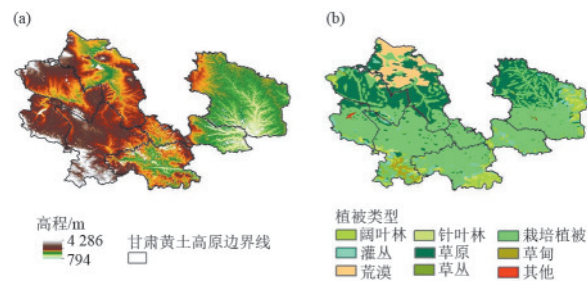 (a)
(b)
高程/m
4 286
794
甘肃黄土高原边界线
植被类型
阔叶林
针叶林
栽培植被
灌丛
草原
草甸
荒漠
草丛
其他